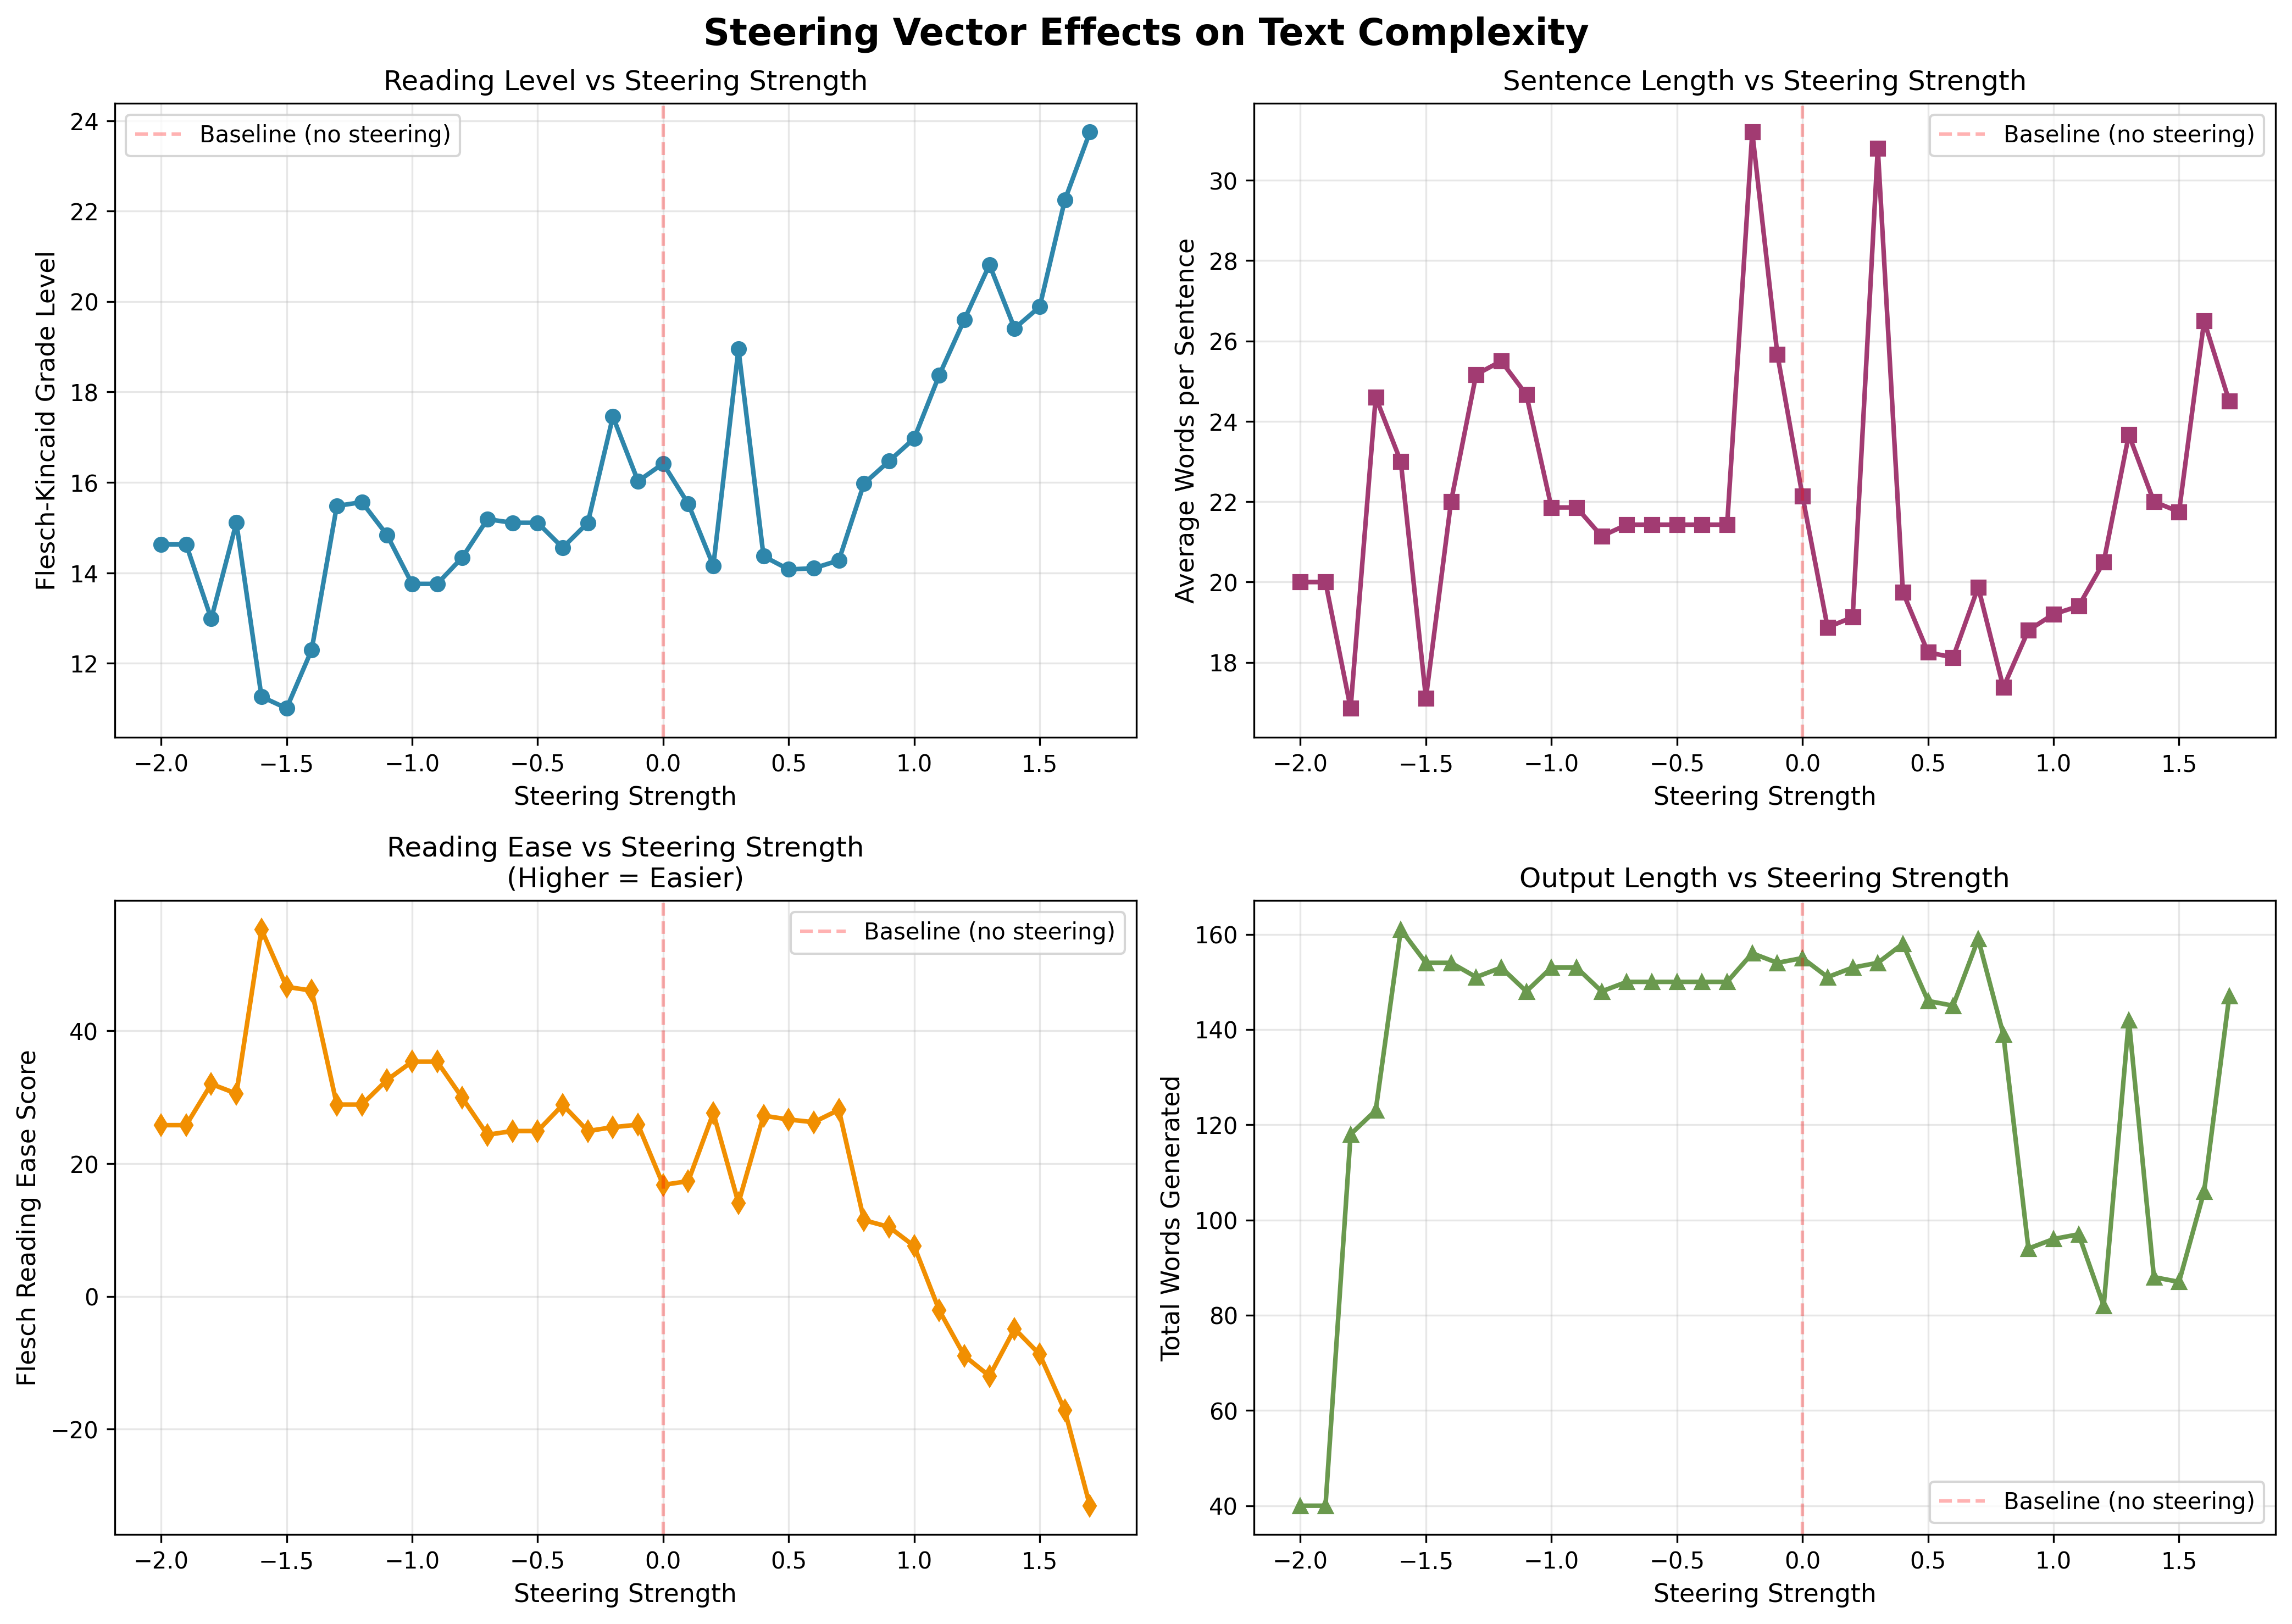 Steering Vector Effects on Text Complexity
Reading Level vs Steering Strength
Baseline (no steering)
Flesch-Kincaid Grade Level
24
22
20
18
16
14
12
−2.0 −1.5 −1.0 −0.5 0.0 0.5 1.0 1.5
Steering Strength
Sentence Length vs Steering Strength
Baseline (no steering)
Average Words per Sentence
30
28
26
24
22
20
18
−2.0 −1.5 −1.0 −0.5 0.0 0.5 1.0 1.5
Steering Strength
Reading Ease vs Steering Strength
(Higher = Easier)
Baseline (no steering)
Flesch Reading Ease Score
40
20
0
−20
−2.0 −1.5 −1.0 −0.5 0.0 0.5 1.0 1.5
Steering Strength
Output Length vs Steering Strength
Total Words Generated
160
140
120
100
80
60
40
Baseline (no steering)
−2.0 −1.5 −1.0 −0.5 0.0 0.5 1.0 1.5
Steering Strength